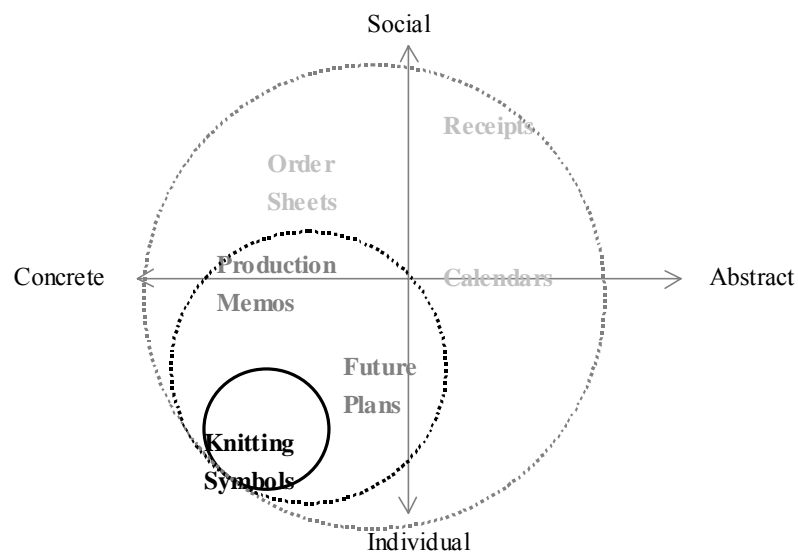 Social
Receipts
Order
Sheets
Production
Memos
Concrete
Calendars
Abstract
Future
Plans
Knitting
Symbols
Individual